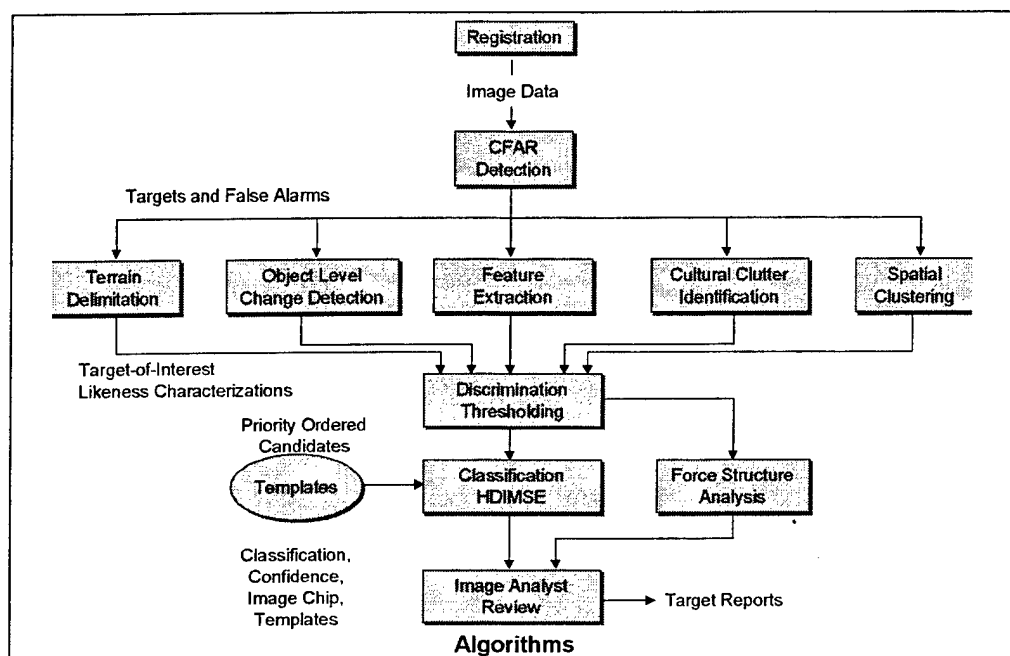 Registration
Image Data
CFAR
Detection
Targets and False Alarms
Terrain
Delimitation
Object Level
Change Detection
Feature
Extraction
Cultural Clutter
Identification
Spatial
Clustering
Target-of-Interest
Likeness Characterizations
Discrimination
Thresholding
Priority Ordered
Candidates
Templates
Classification
HDIMSE
Force Structure
Analysis
Classification,
Confidence,
Image Chip,
Templates
Image Analyst
Review
Target Reports
Algorithms